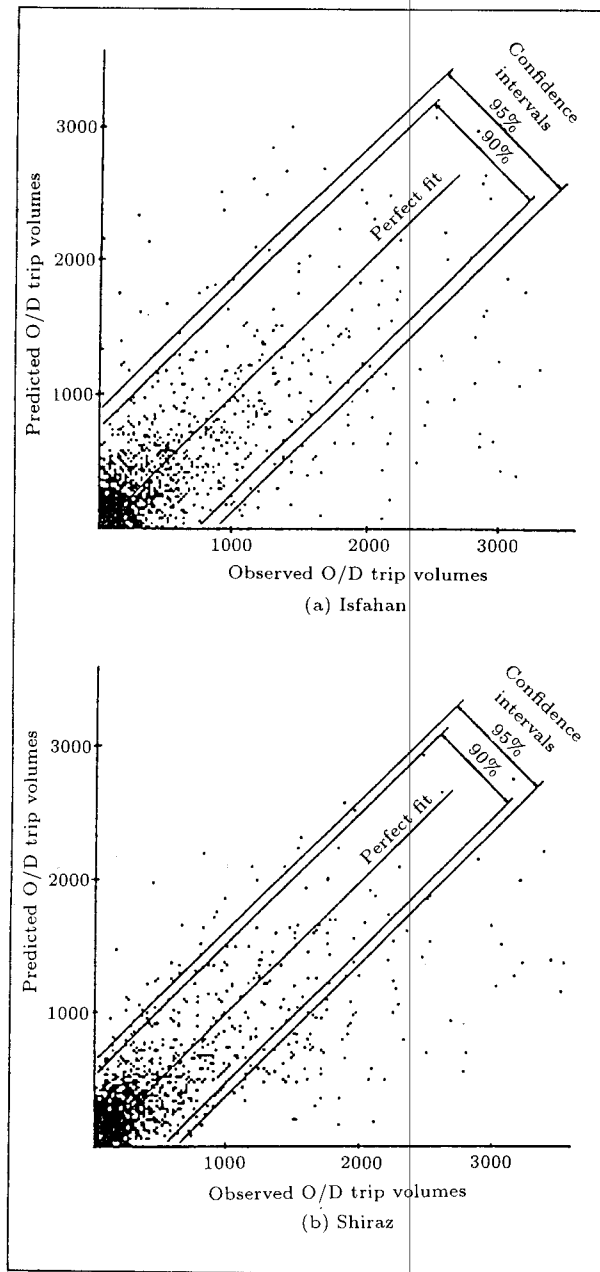 Confidence
intervals
95%
90%
Perfect fit
3000
2000
1000
Predicted O/D trip volumes
1000
2000
3000
Observed O/D trip volumes
(a) Isfahan
Confidence
intervals
95%
90%
Perfect fit
3000
2000
1000
Predicted O/D trip volumes
1000
2000
3000
Observed O/D trip volumes
(b) Shiraz